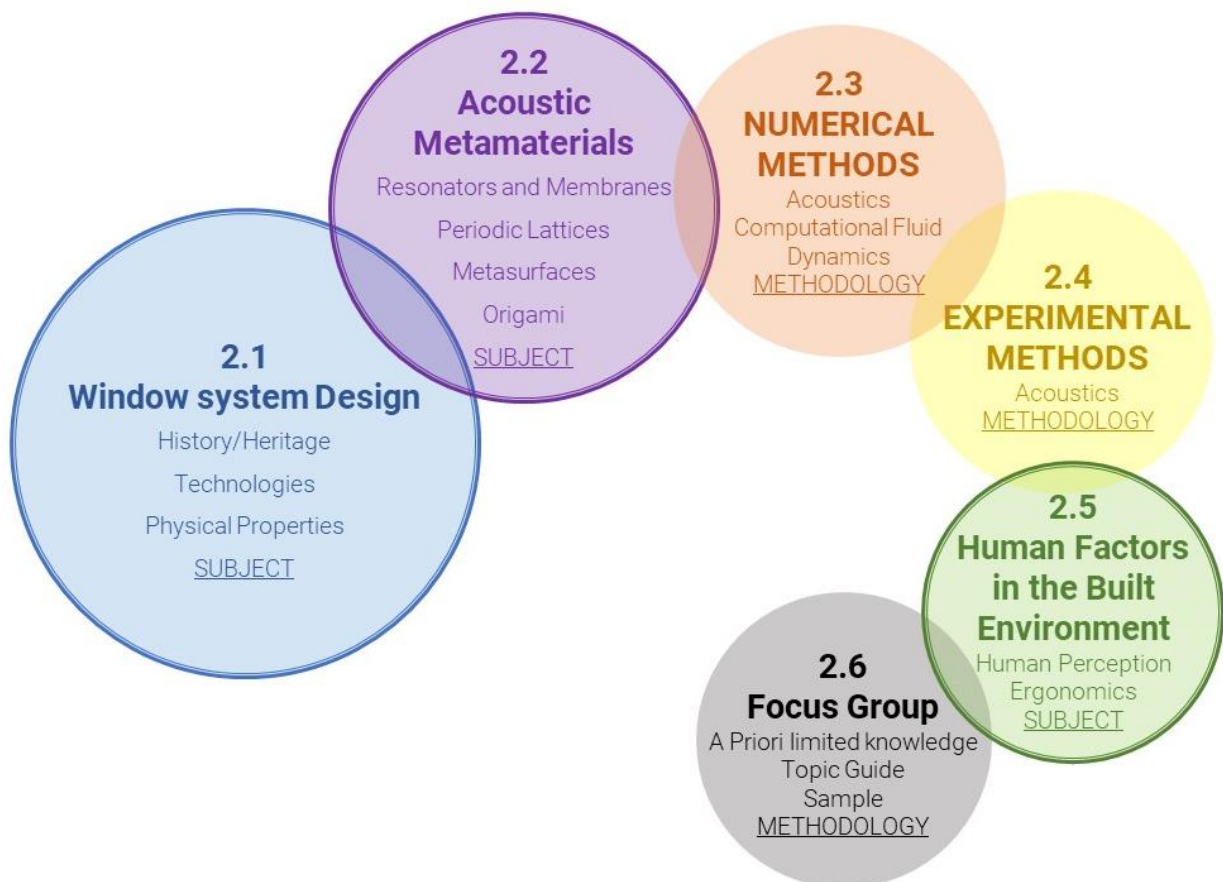 2.1
Window system Design
History/Heritage
Technologies
Physical Properties
SUBJECT
2.2
Acoustic
Metamaterials
Resonators and Membranes
Periodic Lattices
Metasurfaces
Origami
SUBJECT
2.3
NUMERICAL
METHODS
Acoustics
Computational Fluid
Dynamics
METHODOLOGY
2.4
EXPERIMENTAL
METHODS
Acoustics
METHODOLOGY
2.5
Human Factors
in the Built
Environment
Human Perception
Ergonomics
SUBJECT
2.6
Focus Group
A Priori limited knowledge
Topic Guide
Sample
METHODOLOGY